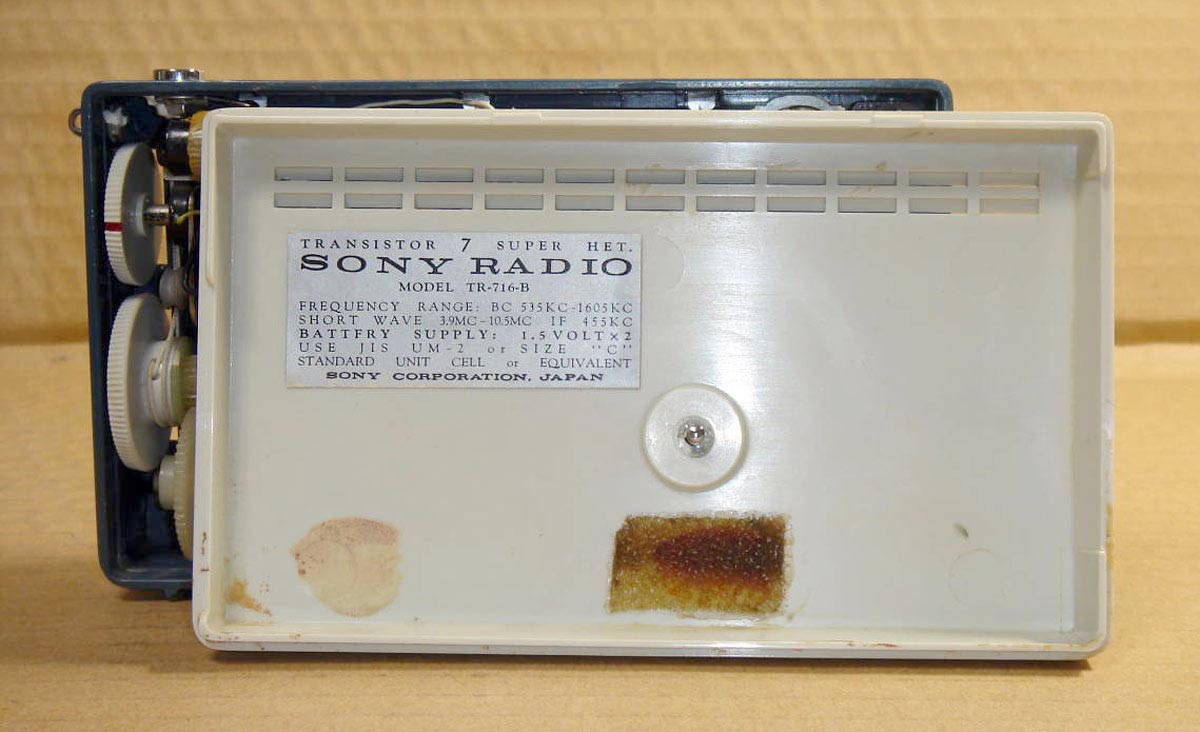 TRANSISTOR 7 SUPER HET.
SONY RADIO
MODEL TR-716-B
FREQUENCY RANGE: BC 535KC-1605KC
SHORT WAVE 3.9MC-10.5MC IF 455KC
BATTFRY SUPPLY: 1.5VOLT×2
USE JIS UM-2 or SIZE "C"
STANDARD UNIT CELL or EQUIVALENT
SONY CORPORATION, JAPAN